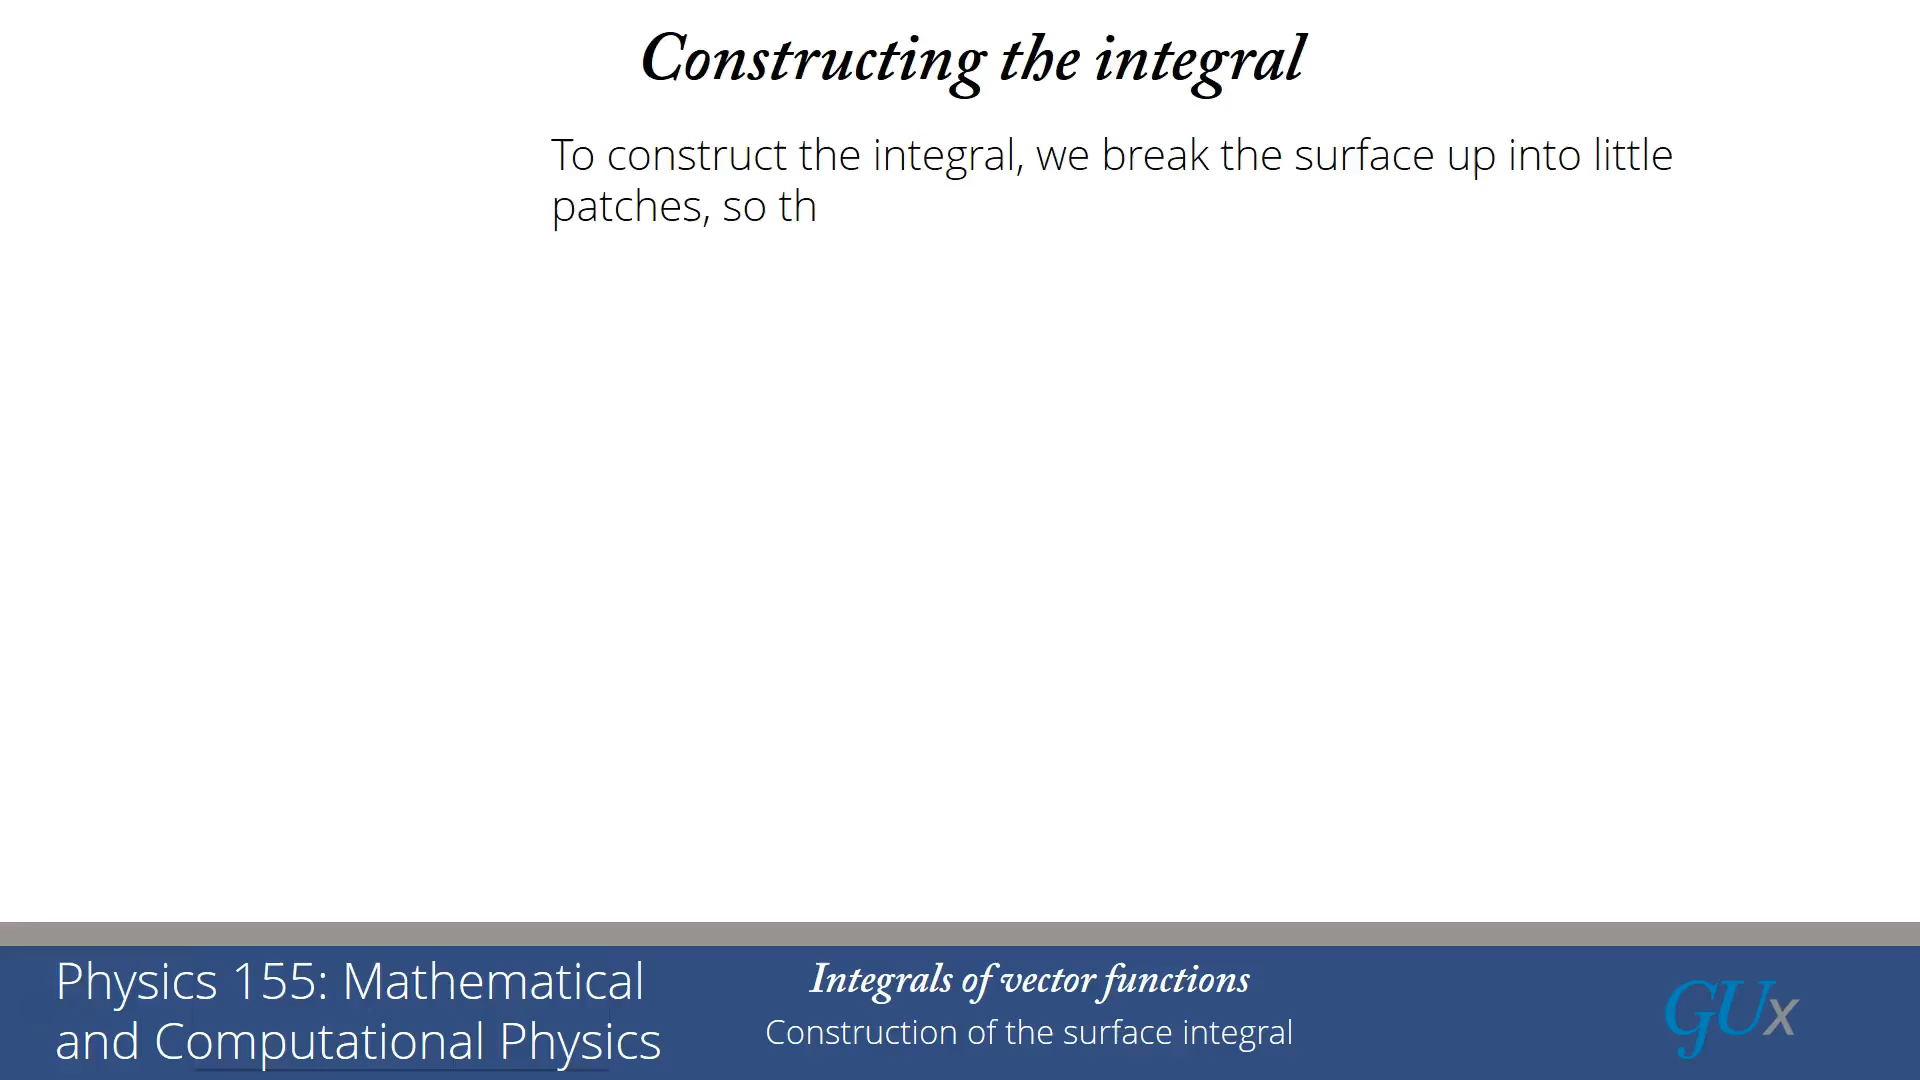 Constructing the integral
To construct the integral, we break the surface up into little
patches, so th
Physics 155: Mathematical
and Computational Physics
Integrals of vector functions
Construction of the surface integral
GUx